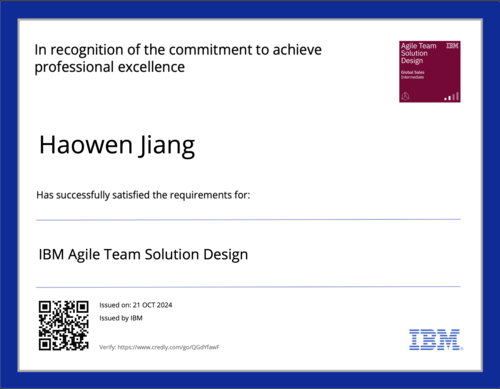 In recognition of the commitment to achieve
professional excellence
Agile Team
Solution
Design
IBM
Global Sales
Intermediate
Haowen Jiang
Has successfully satisfied the requirements for:
IBM Agile Team Solution Design
Issued on: 21 OCT 2024
Issued by IBM
Verify: https://www.credly.com/go/QGdYfawF
IBM